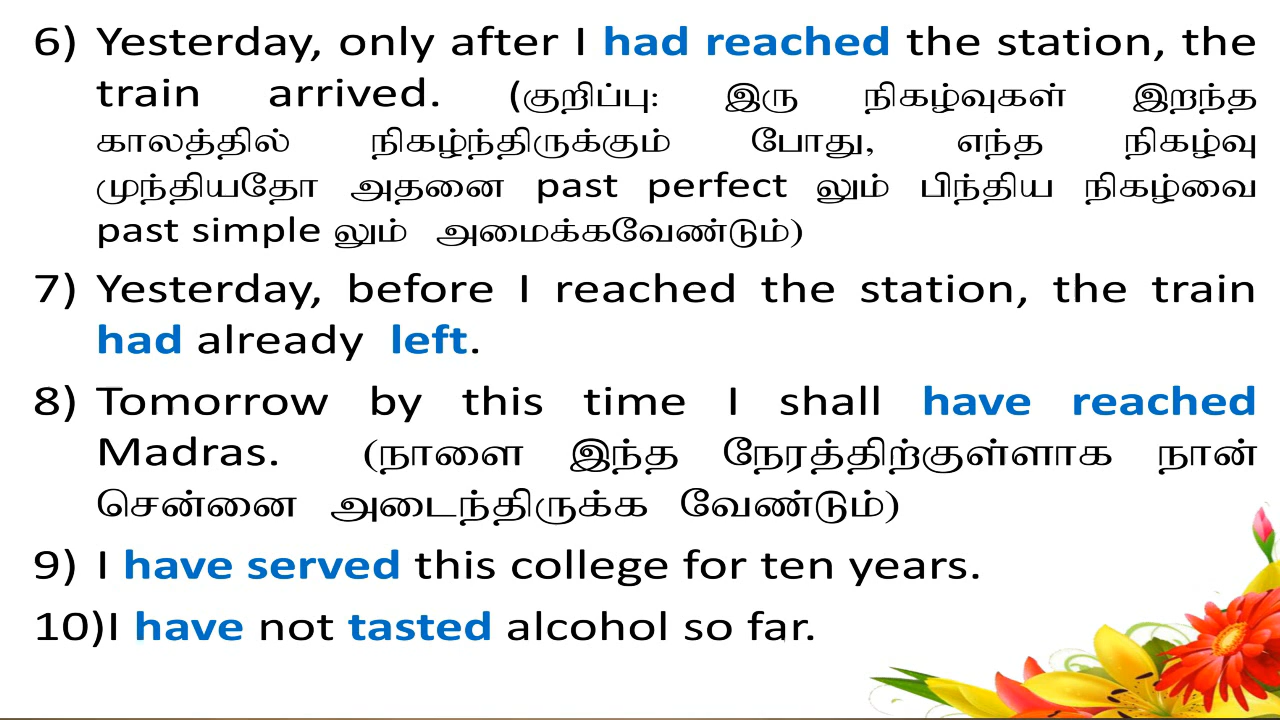 6) Yesterday, only after I had reached the station, the
train arrived. (குறிப்பு: இரு நிகழ்வுகள் இறந்த
காலத்தில் நிகழ்ந்திருக்கும் போது, எந்த நிகழ்வு
முந்தியதோ அதனை past perfect லும் பிந்திய நிகழ்வை
past simple லும் அமைக்கவேண்டும்)
7) Yesterday, before I reached the station, the train
had already left.
8) Tomorrow by this time I shall have reached
Madras. (நாளை இந்த நேரத்திற்குள்ளாக நான்
சென்னை அடைந்திருக்க வேண்டும்)
9) I have served this college for ten years.
10)I have not tasted alcohol so far.